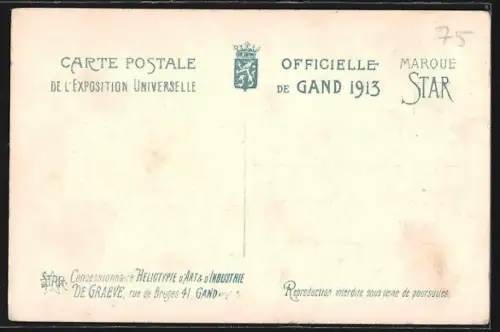 75
CARTE POSTALE OFFICIELLE MARQUE
DE L'EXPOSITION UNIVERSELLE DE GAND 1913 STAR
STAR Concessionnaire HELIOTYPIE D'ART & D'INDUSTRIE
DE GRAEVE, rue de Bruges 41, GAND
Reproduction interdite sous peine de poursuites.